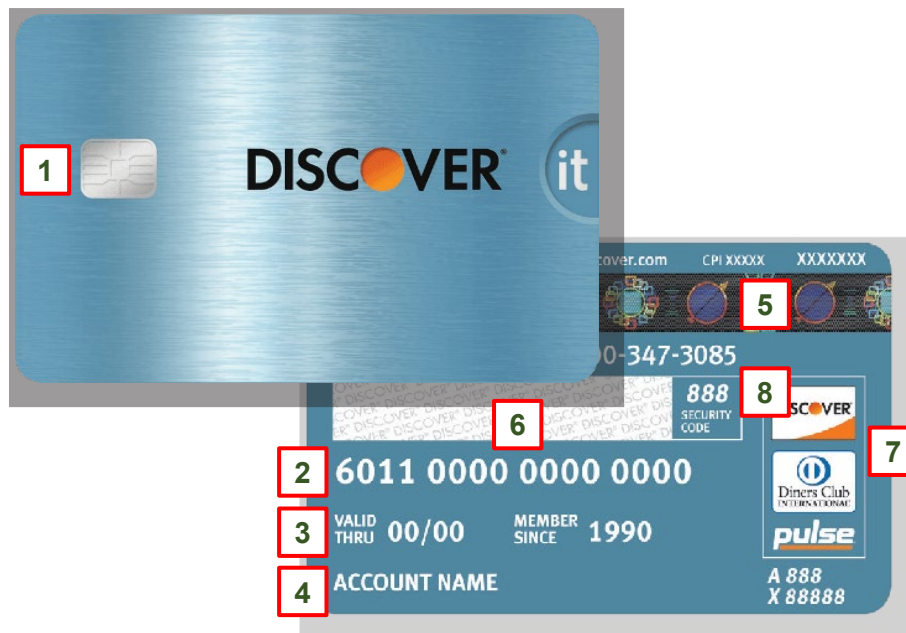 1
DISCOVER®
it
cover.com CPI XXXXX XXXXXXX
5
0-347-3085
888
SECURITY
CODE
8
DISCOVER
6
7
2
6011 0000 0000 0000
Diners Club
INTERNATIONAL
3
VALID
THRU 00/00
MEMBER
SINCE 1990
pulse
4
ACCOUNT NAME
A 888
X 88888